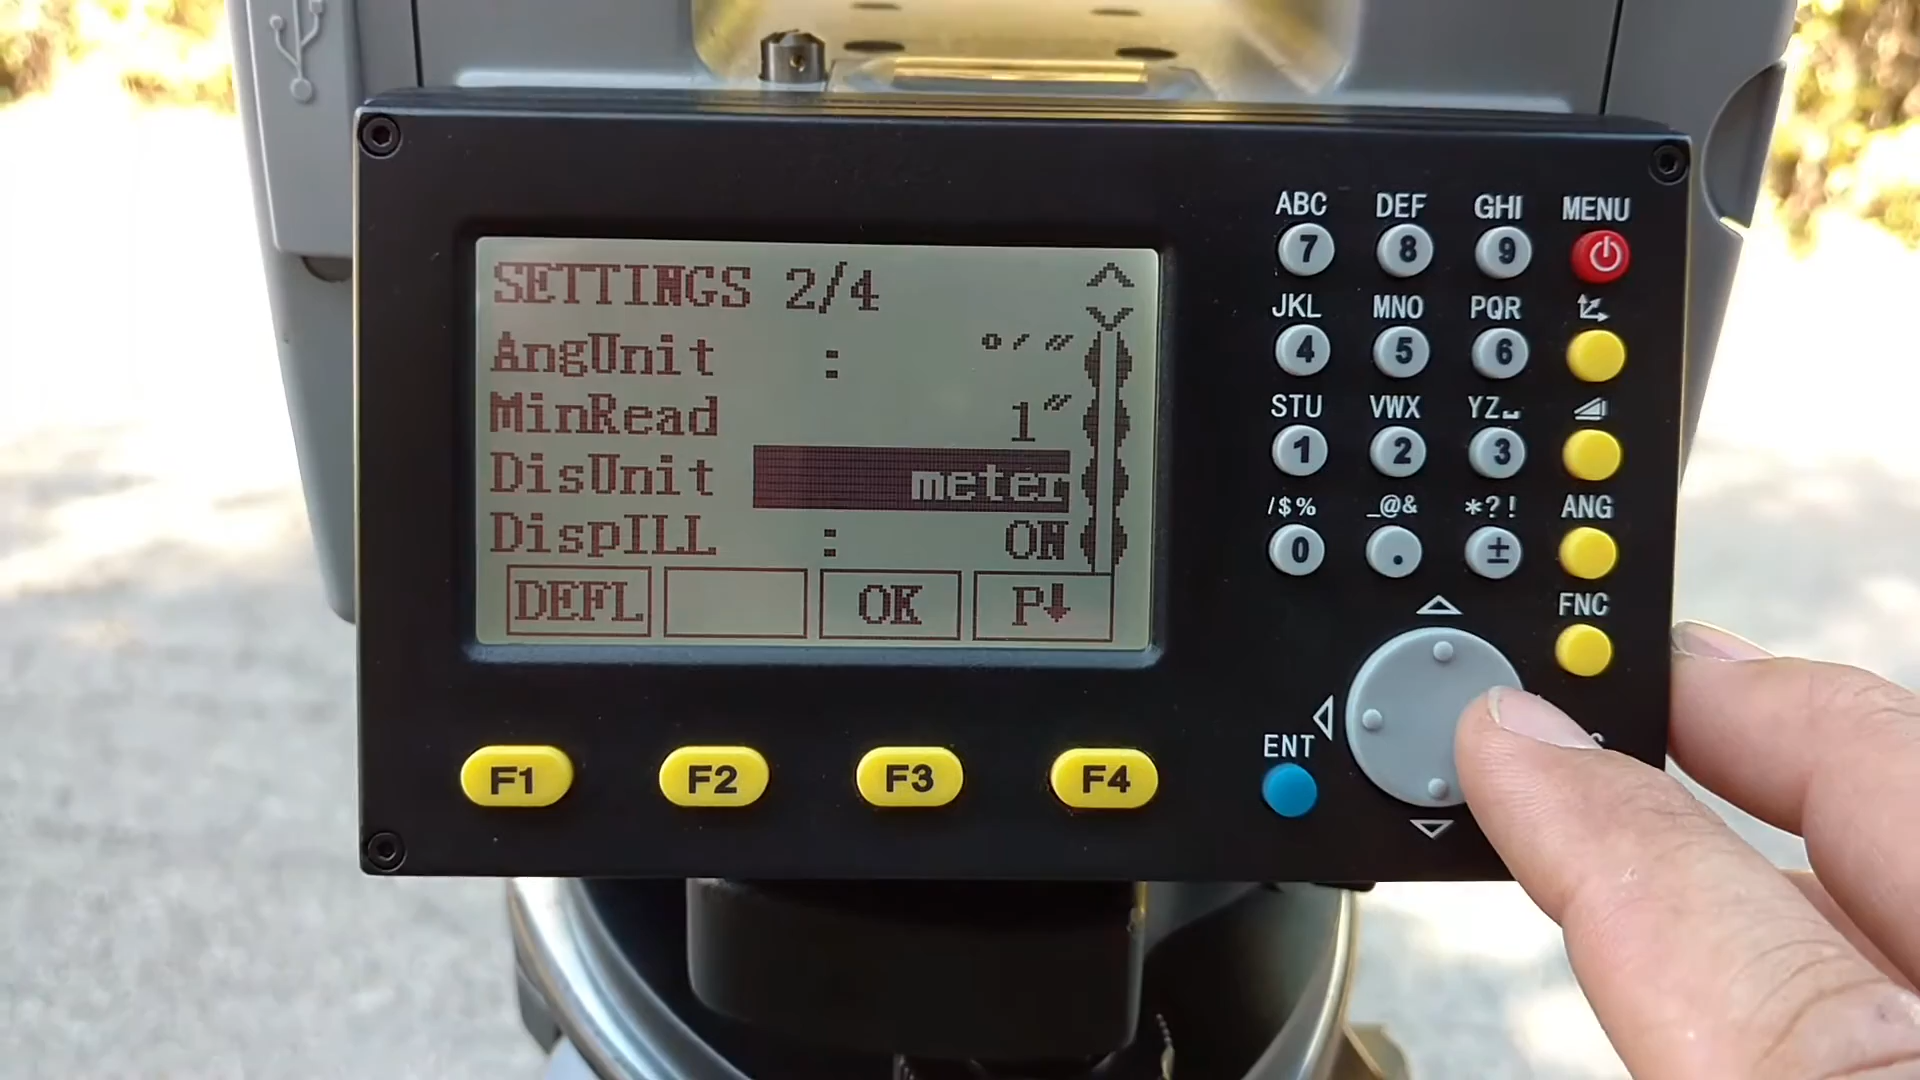 SETTINGS 2/4
AngUnit : ° ′ ″
MinRead 1″
DisUnit meter
DispILL : ON
DEFL OK P↓
F1 F2 F3 F4
ABC DEF GHI MENU
7 8 9
JKL MNO PQR
4 5 6
STU VWX YZ␣
1 2 3
/$% _@& *?! ANG
0 . ±
FNC
ENT